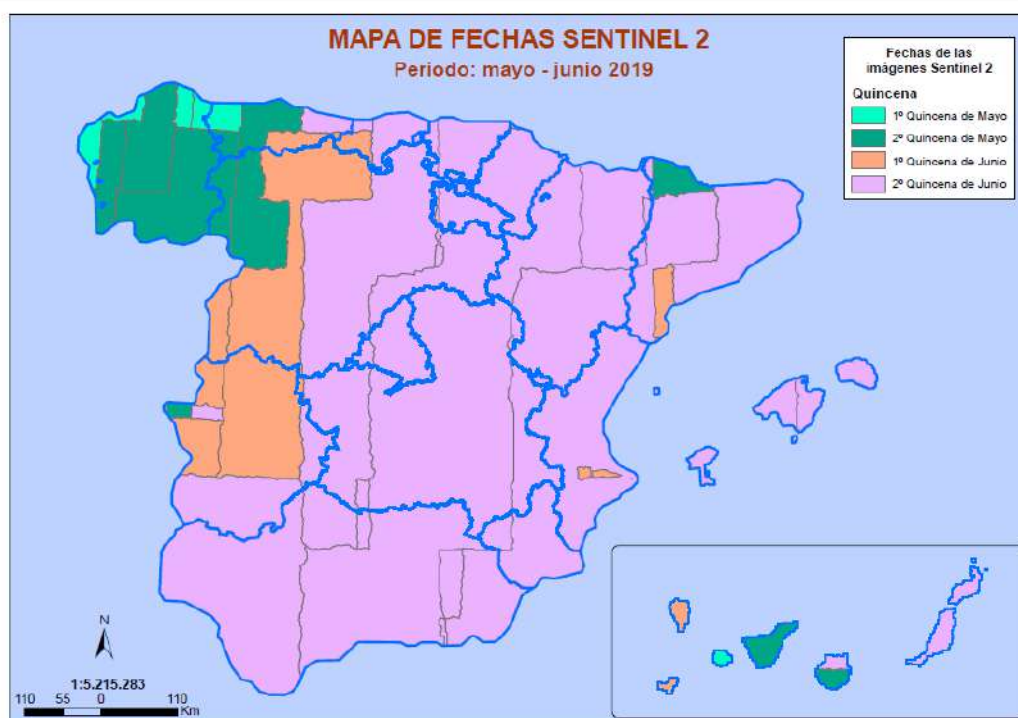 MAPA DE FECHAS SENTINEL 2
Periodo: mayo - junio 2019
Fechas de las
imágenes Sentinel 2
Quincena
1º Quincena de Mayo
2º Quincena de Mayo
1º Quincena de Junio
2º Quincena de Junio
N
1:5.215.283
110 55 0 110
Km